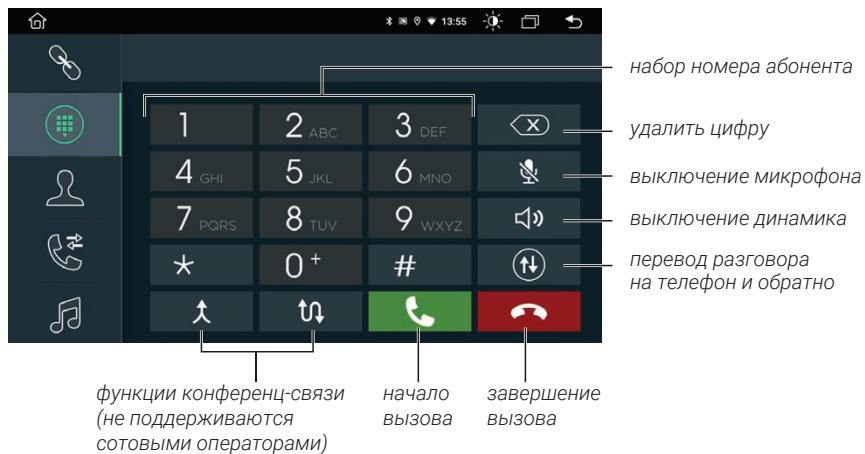 13:55
набор номера абонента
1 2 ABC 3 DEF
удалить цифру
4 GHI 5 JKL 6 MNO
выключение микрофона
7 PQRS 8 TUV 9 WXYZ
выключение динамика
* 0 + #
перевод разговора
на телефон и обратно
функции конференц-связи
(не поддерживаются
сотовыми операторами)
начало
вызова
завершение
вызова